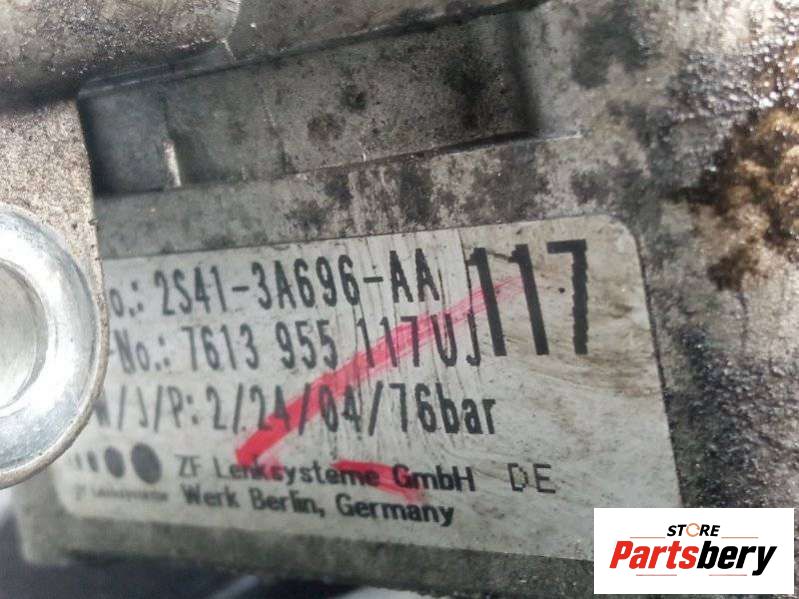 o.: 2S41-3A696-AA 117
-No.: 7613 955 117
/J/P: 2/24/04/76bar
ZF Lenksysteme GmbH DE
Werk Berlin, Germany
STORE
Partsbery